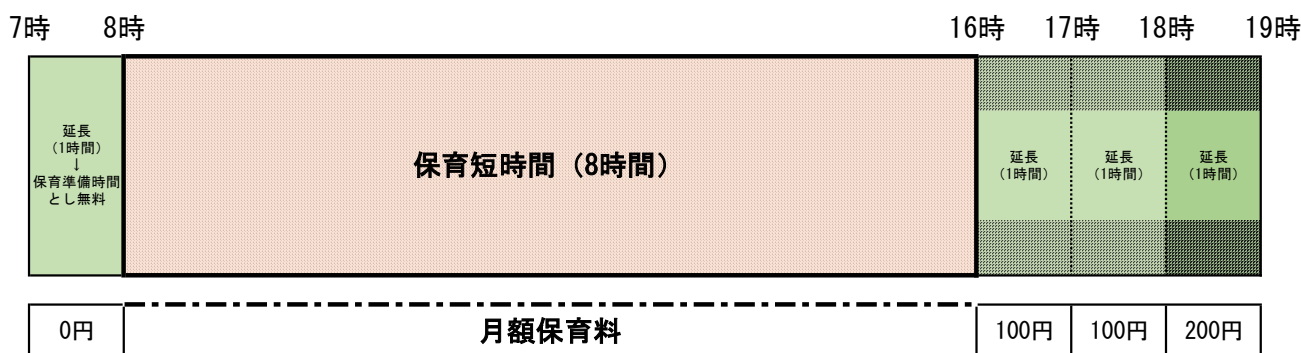 7時 8時 16時 17時 18時 19時
延長
（1時間）
↓
保育準備時間
とし無料
保育短時間（8時間）
延長
（1時間）
延長
（1時間）
延長
（1時間）
0円 月額保育料 100円 100円 200円